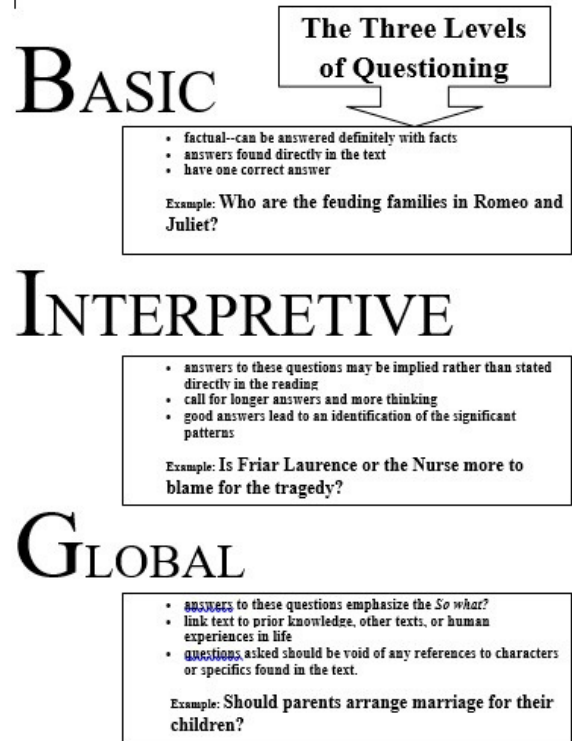 The Three Levels
of Questioning
BASIC
• factual--can be answered definitely with facts
• answers found directly in the text
• have one correct answer
Example: Who are the feuding families in Romeo and
Juliet?
INTERPRETIVE
• answers to these questions may be implied rather than stated
directly in the reading
• call for longer answers and more thinking
• good answers lead to an identification of the significant
patterns
Example: Is Friar Laurence or the Nurse more to
blame for the tragedy?
GLOBAL
• answers to these questions emphasize the So what?
• link text to prior knowledge, other texts, or human
experiences in life
• questions asked should be void of any references to characters
or specifics found in the text.
Example: Should parents arrange marriage for their
children?